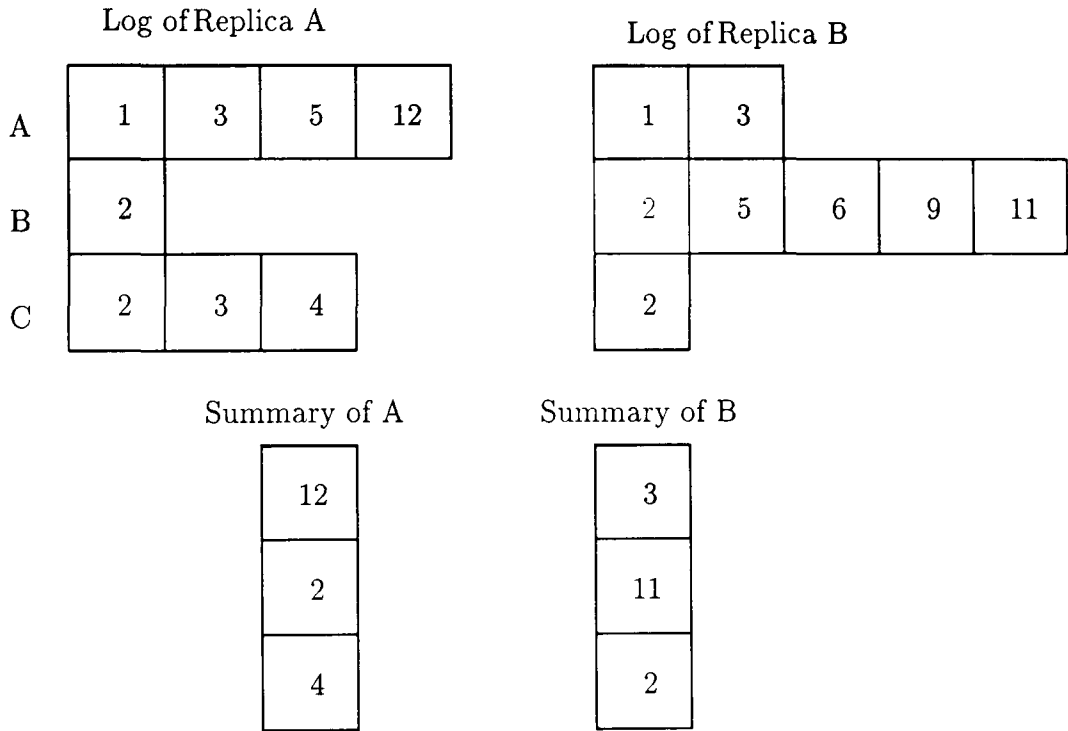 Log of Replica A
A 1 3 5 12
B 2
C 2 3 4
Log of Replica B
1 3
2 5 6 9 11
2
Summary of A
12
2
4
Summary of B
3
11
2